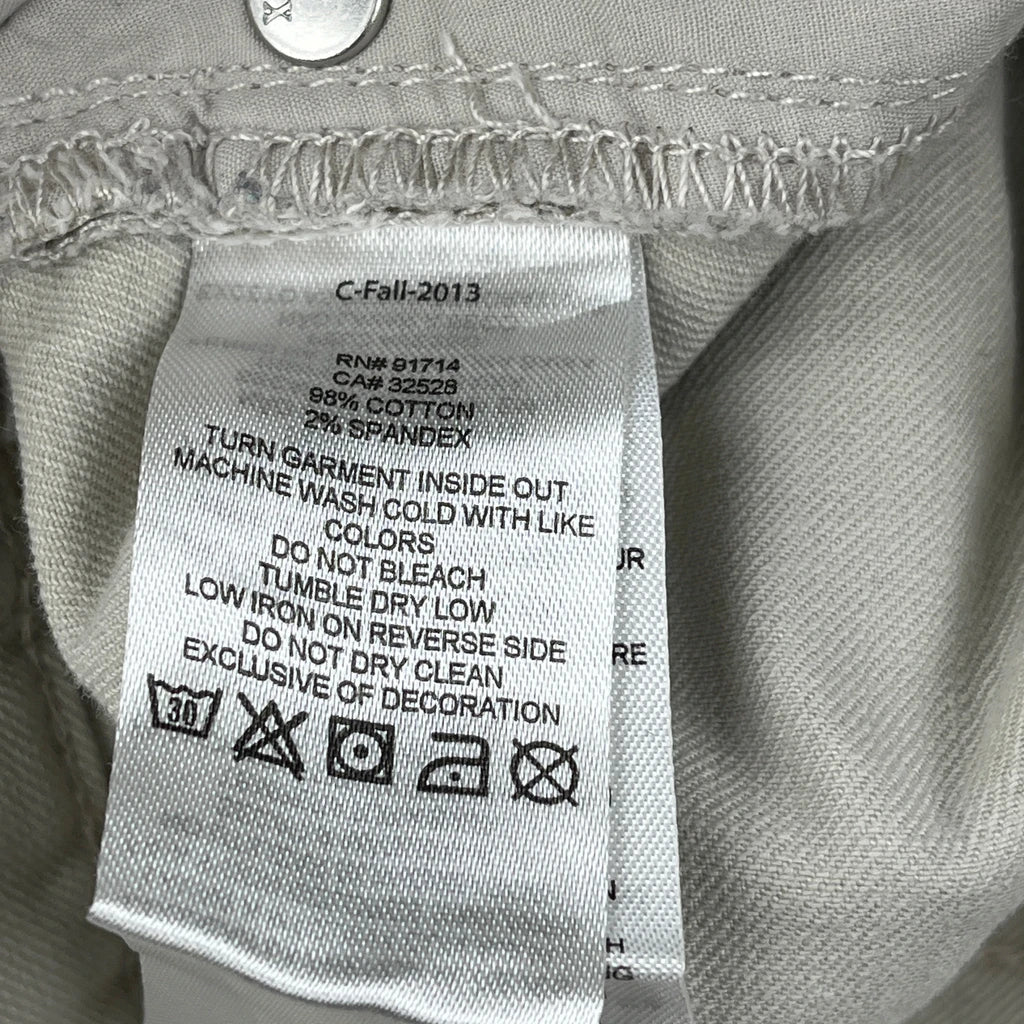 C-Fall-2013
RN# 91714
CA# 32528
98% COTTON
2% SPANDEX
TURN GARMENT INSIDE OUT
MACHINE WASH COLD WITH LIKE
COLORS
DO NOT BLEACH
TUMBLE DRY LOW
LOW IRON ON REVERSE SIDE
DO NOT DRY CLEAN
EXCLUSIVE OF DECORATION
30